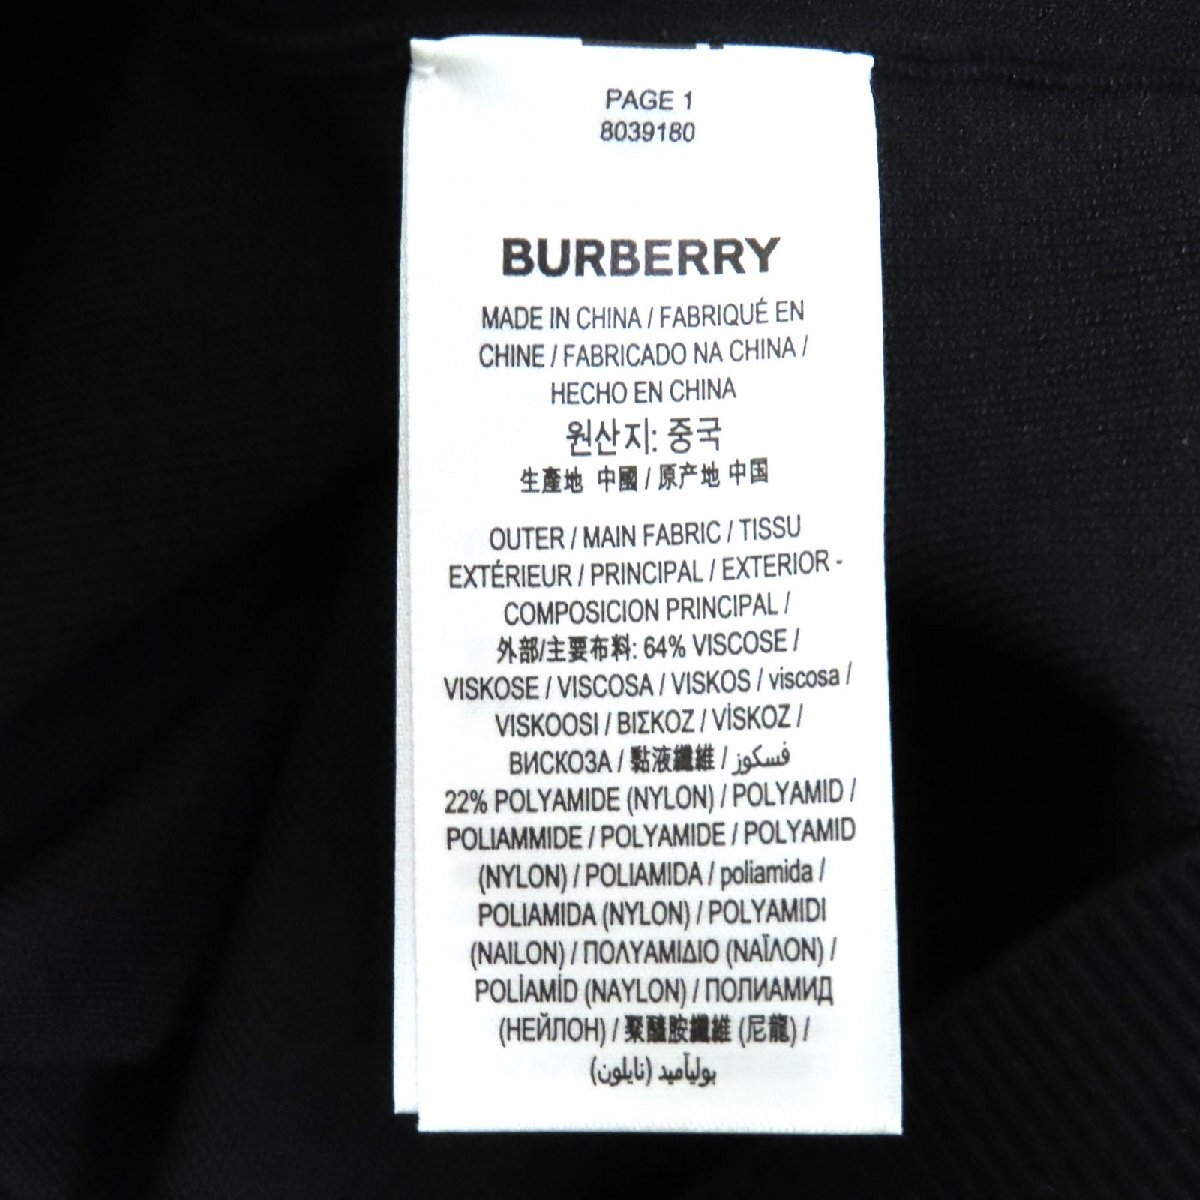 PAGE 1
8039180
BURBERRY
MADE IN CHINA / FABRIQUÉ EN
CHINE / FABRICADO NA CHINA /
HECHO EN CHINA
원산지: 중국
生產地 中國 / 原产地 中国
OUTER / MAIN FABRIC / TISSU
EXTÉRIEUR / PRINCIPAL / EXTERIOR -
COMPOSICION PRINCIPAL /
外部/主要布料: 64% VISCOSE /
VISKOSE / VISCOSA / VISKOS / viscosa /
VISKOOSI / ΒΙΣΚΟΖ / VİSKOZ /
ВИСКОЗА / 黏液纖維 / فسكوز
22% POLYAMIDE (NYLON) / POLYAMID /
POLIAMMIDE / POLYAMIDE / POLYAMID
(NYLON) / POLIAMIDA / poliamida /
POLIAMIDA (NYLON) / POLYAMIDI
(NAILON) / ΠΟΛΥΑΜΙΔΙΟ (ΝΑΪΛΟΝ) /
POLİAMİD (NAYLON) / ПОЛИАМИД
(НЕЙЛОН) / 聚醯胺纖維 (尼龍) /
بوليآميد (نايلون)